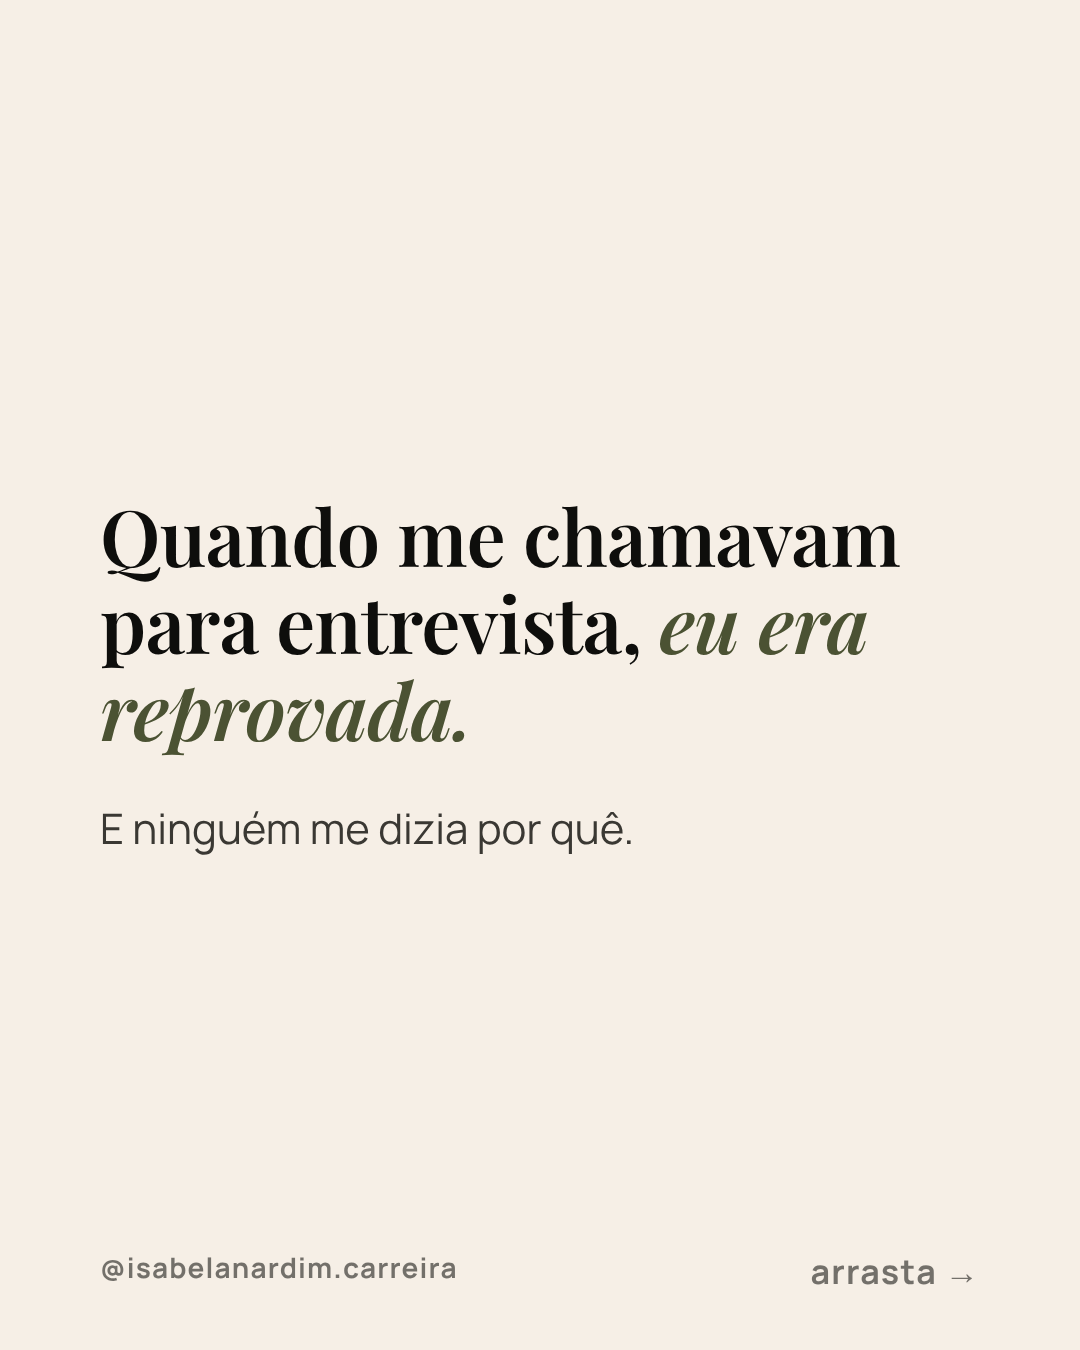 Quando me chamavam
para entrevista, eu era
reprovada.
E ninguém me dizia por quê.
@isabelanardim.carreira
arrasta →